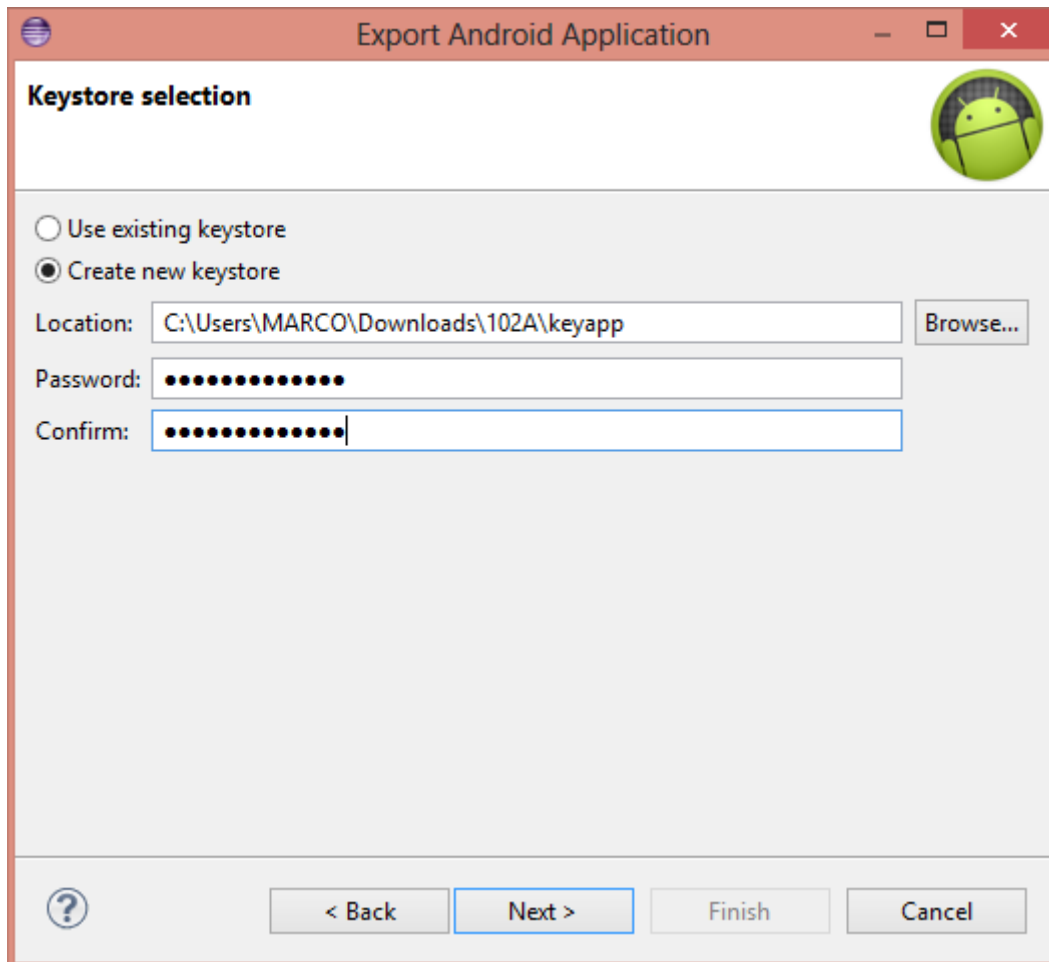 Export Android Application
Keystore selection
Use existing keystore
Create new keystore
Location: C:\Users\MARCO\Downloads\102A\keyapp Browse...
Password: •••••••••••••
Confirm: •••••••••••••
? < Back Next > Finish Cancel